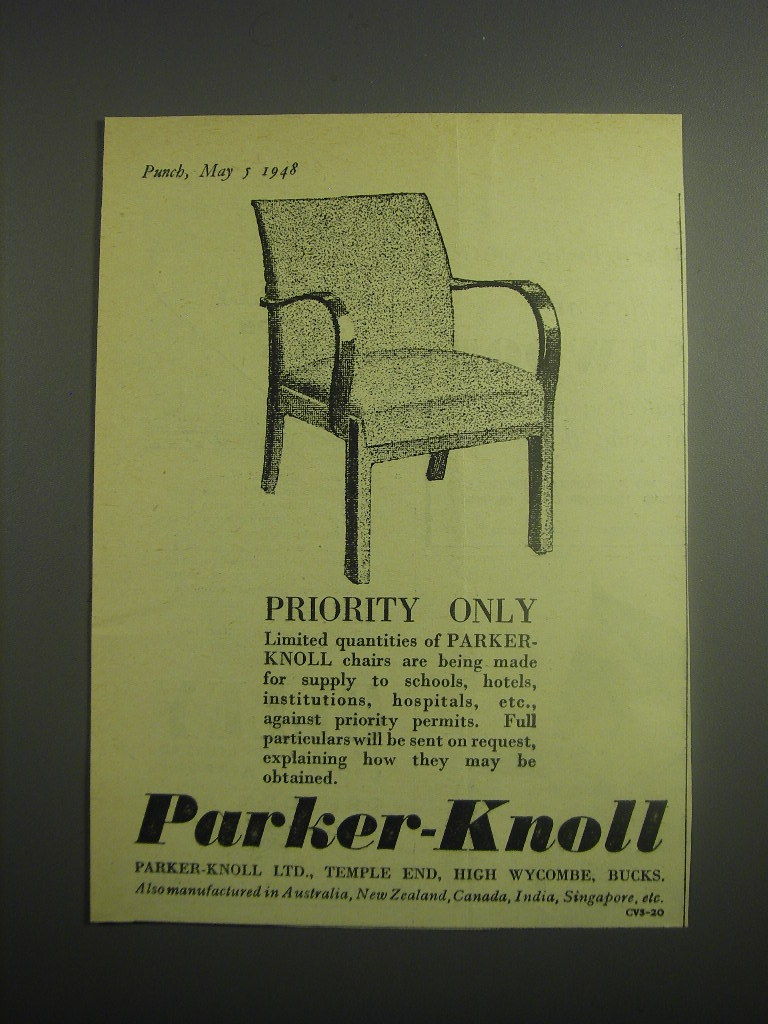 Punch, May 5 1948
PRIORITY ONLY
Limited quantities of PARKER-
KNOLL chairs are being made
for supply to schools, hotels,
institutions, hospitals, etc.,
against priority permits. Full
particulars will be sent on request,
explaining how they may be
obtained.
Parker-Knoll
PARKER-KNOLL LTD., TEMPLE END, HIGH WYCOMBE, BUCKS.
Also manufactured in Australia, New Zealand, Canada, India, Singapore, etc.
CVS-20